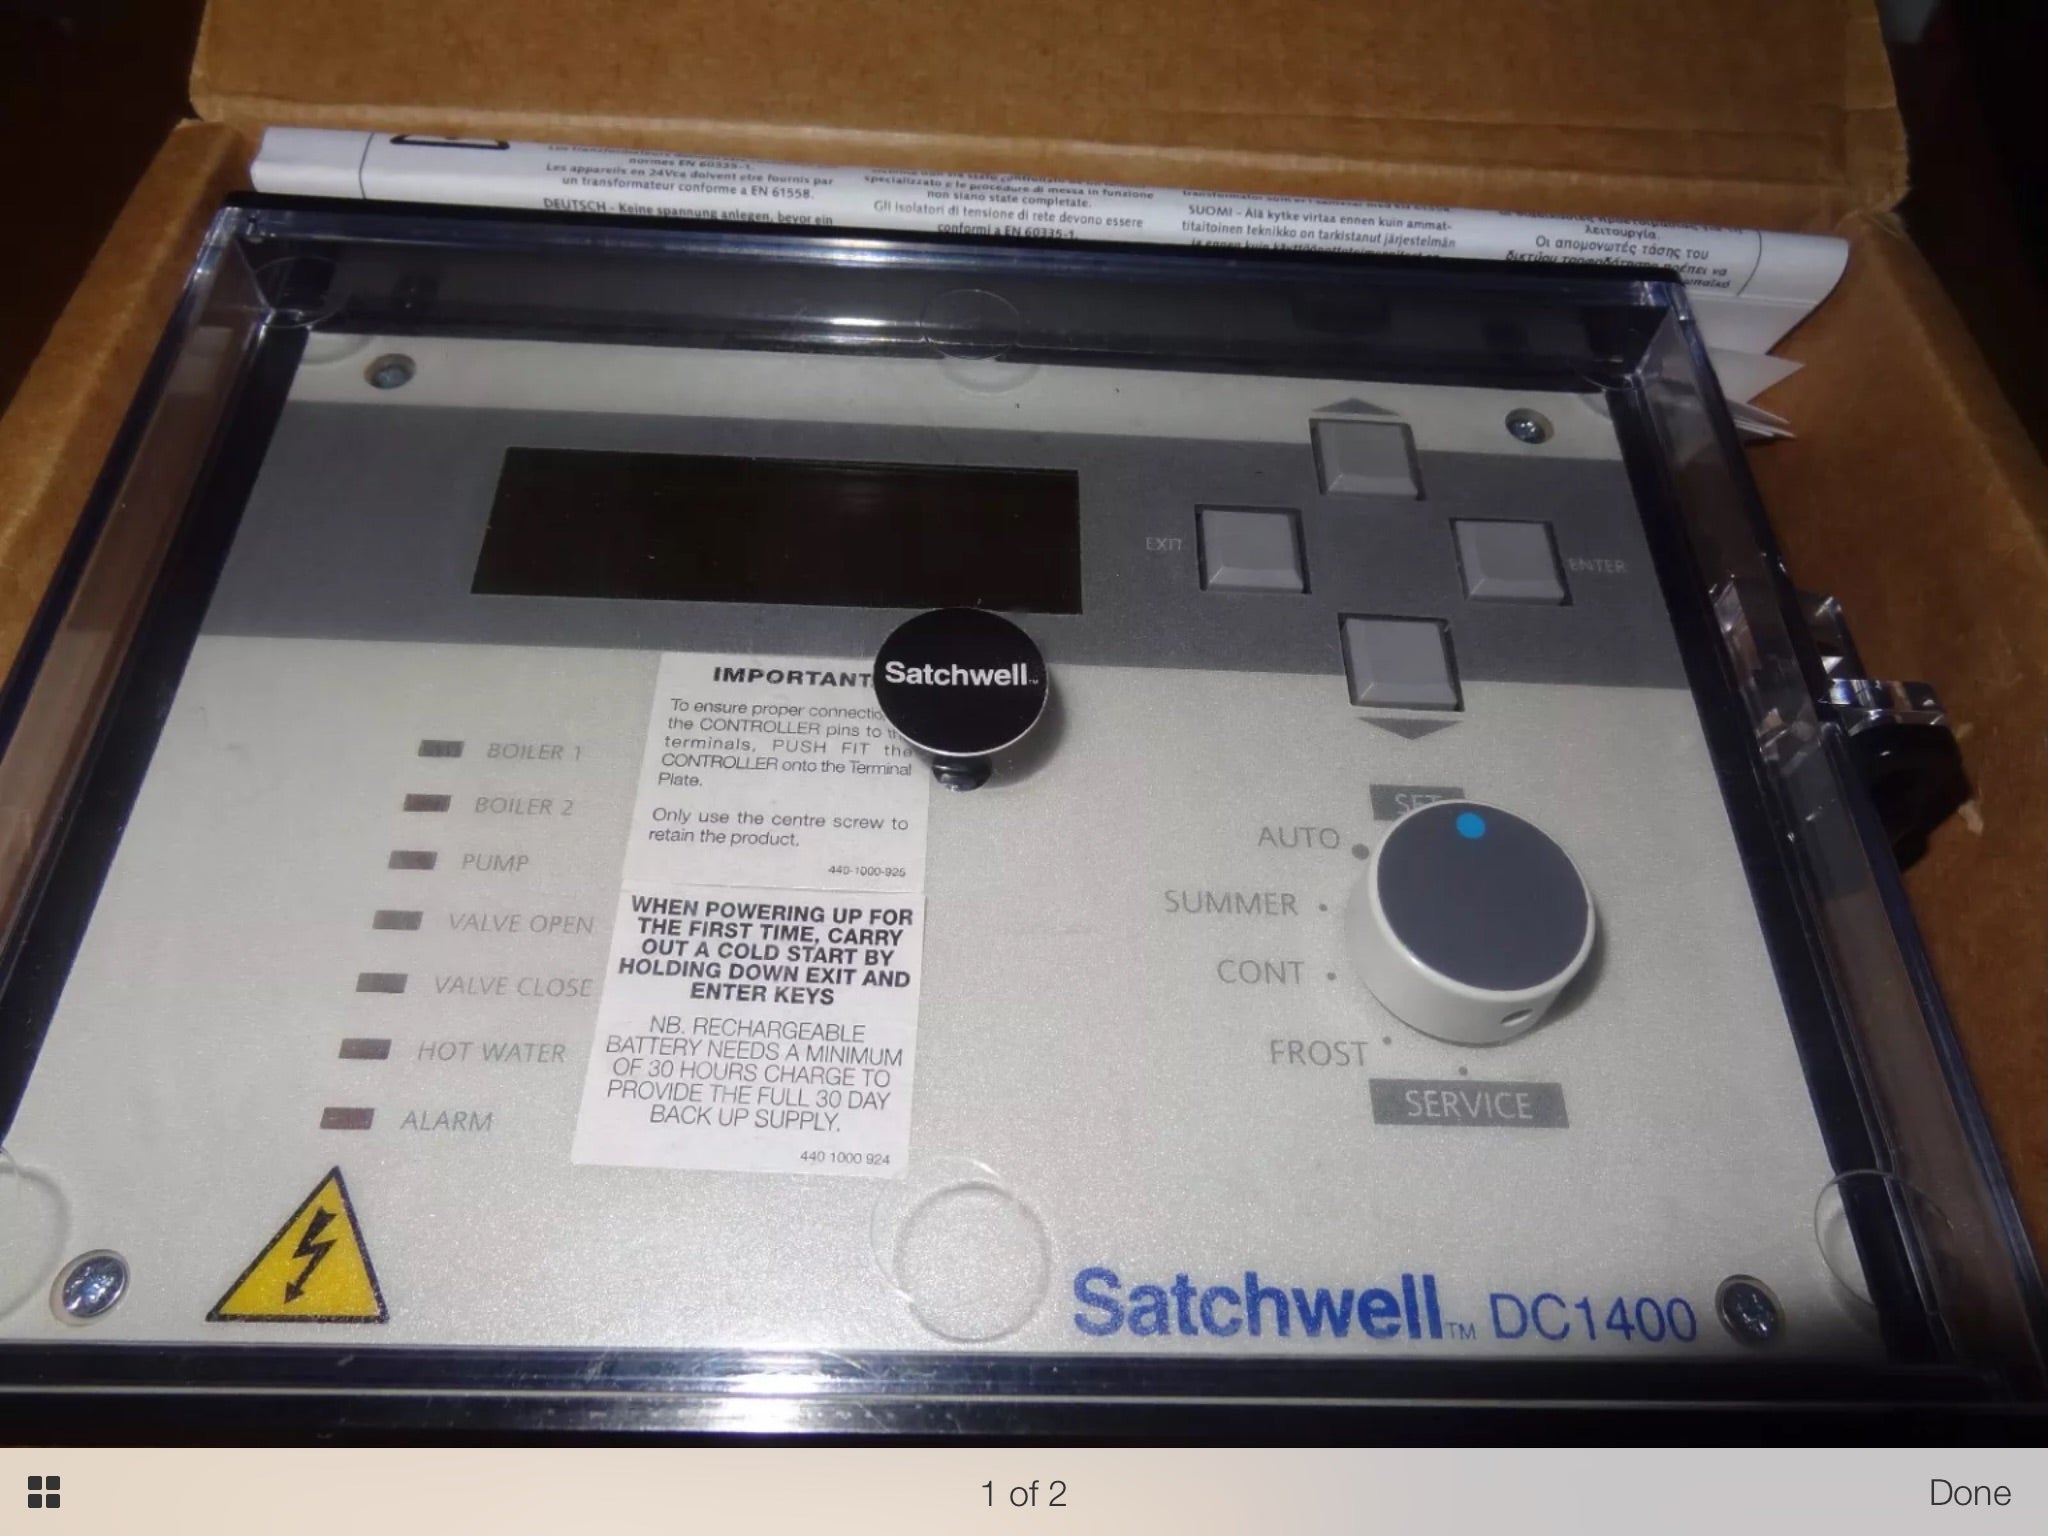 normes EN 60335-1.
Les appareils en 24Vca doivent etre fournis par
un transformateur conforme a EN 61558.
DEUTSCH - Keine spannung anlegen, bevor ein
specializzato e le procedure di messa in funzione
non siano state completate.
Gli isolatori di tensione di rete devono essere
conformi a EN 60335-1.
SUOMI - Älä kytke virtaa ennen kuin ammat-
titaitoinen teknikko on tarkistanut järjestelmän
λειτουργία.
Οι απομονωτές τάσης του
EXIT
ENTER
Satchwell™
IMPORTANT
To ensure proper
the CONTROLLER pins to
terminals, PUSH FIT the
CONTROLLER onto the Terminal
Plate.
Only use the centre screw to
retain the product.
440-1000-925
WHEN POWERING UP FOR
THE FIRST TIME, CARRY
OUT A COLD START BY
HOLDING DOWN EXIT AND
ENTER KEYS
NB. RECHARGEABLE
BATTERY NEEDS A MINIMUM
OF 30 HOURS CHARGE TO
PROVIDE THE FULL 30 DAY
BACK UP SUPPLY.
440 1000 924
BOILER 1
BOILER 2
PUMP
VALVE OPEN
VALVE CLOSE
HOT WATER
ALARM
SET
AUTO
SUMMER
CONT
FROST
SERVICE
Satchwell™ DC1400
1 of 2
Done